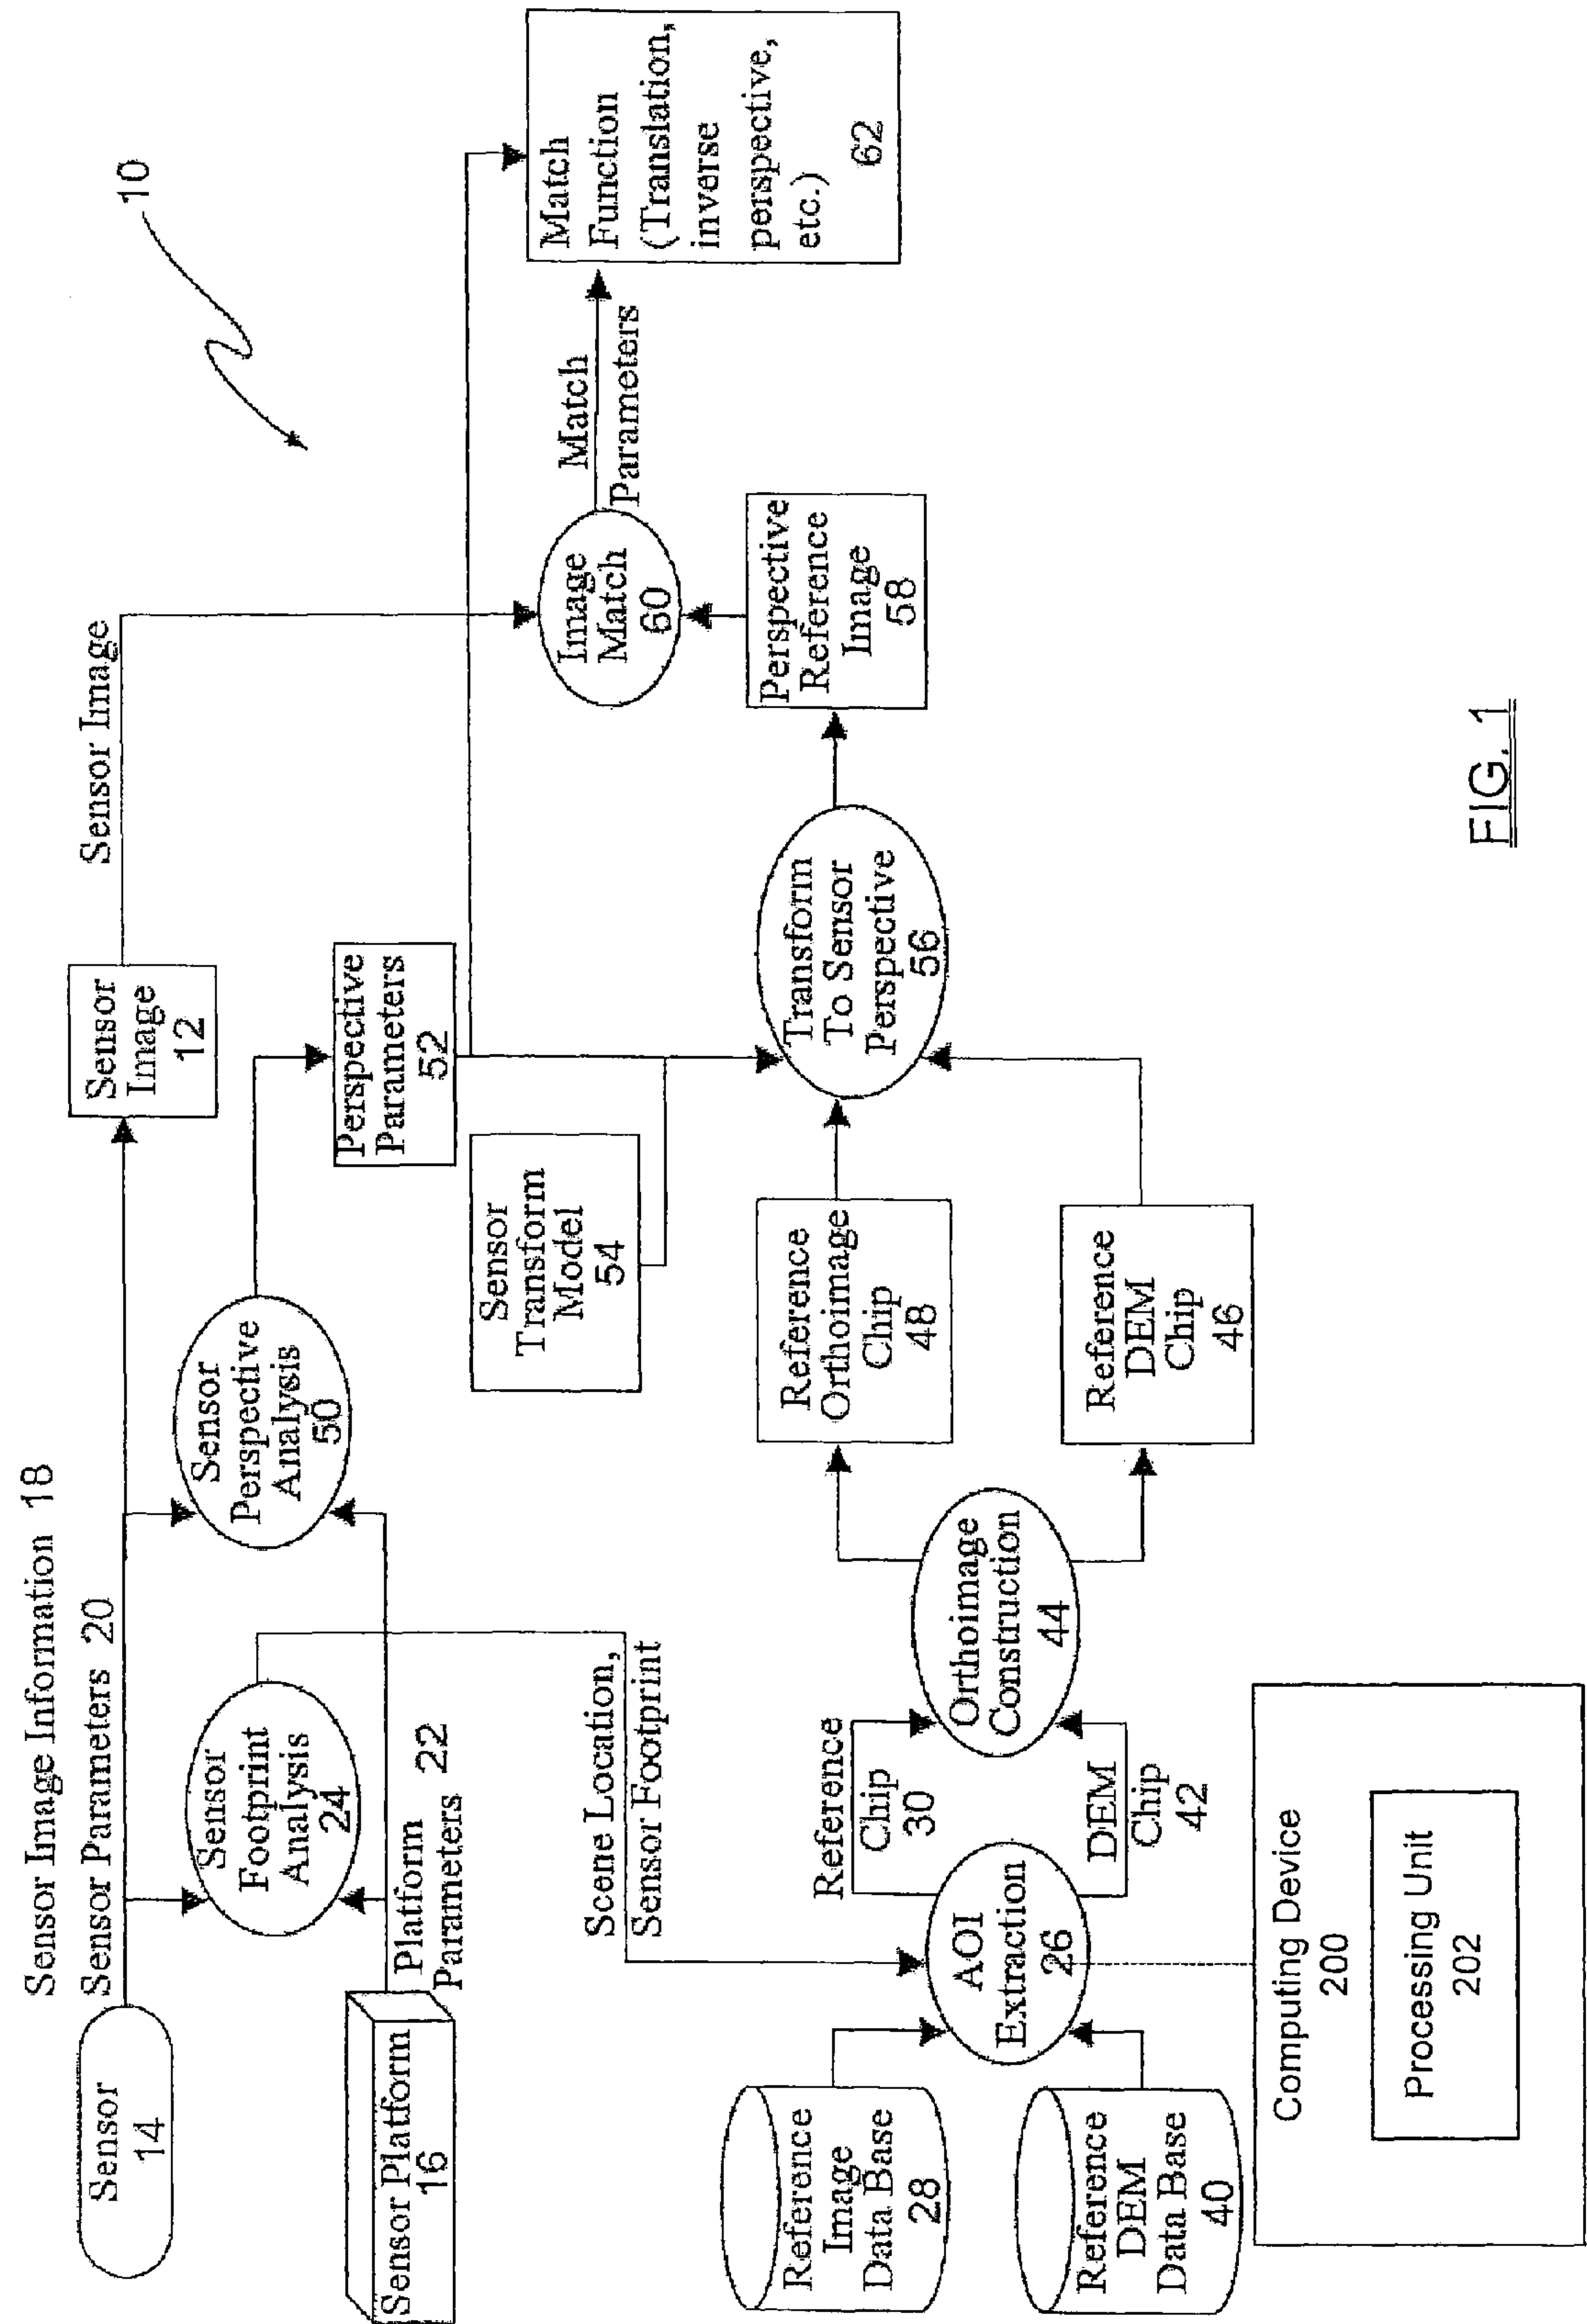 Sensor Image Information 18
Sensor Parameters 20
Sensor
14
Sensor Platform
16
Platform 22
Parameters
Sensor
Footprint
Analysis
24
Sensor
Perspective
Analysis
50
Sensor
Image
12
Sensor Image
10
Perspective
Parameters
52
Sensor
Transform
Model
54
Scene Location,
Sensor Footprint
Reference
Image
Data Base
28
Reference
DEM
Data Base
40
AOI
Extraction
26
Reference
Chip
30
DEM
Chip
42
Orthoimage
Construction
44
Reference
Orthoimage
Chip
48
Reference
DEM
Chip
46
Transform
To Sensor
Perspective
56
Perspective
Reference
Image
58
Image
Match
60
Match
Parameters
Match
Function
(Translation,
inverse
perspective,
etc.)
62
Computing Device
200
Processing Unit
202
FIG. 1